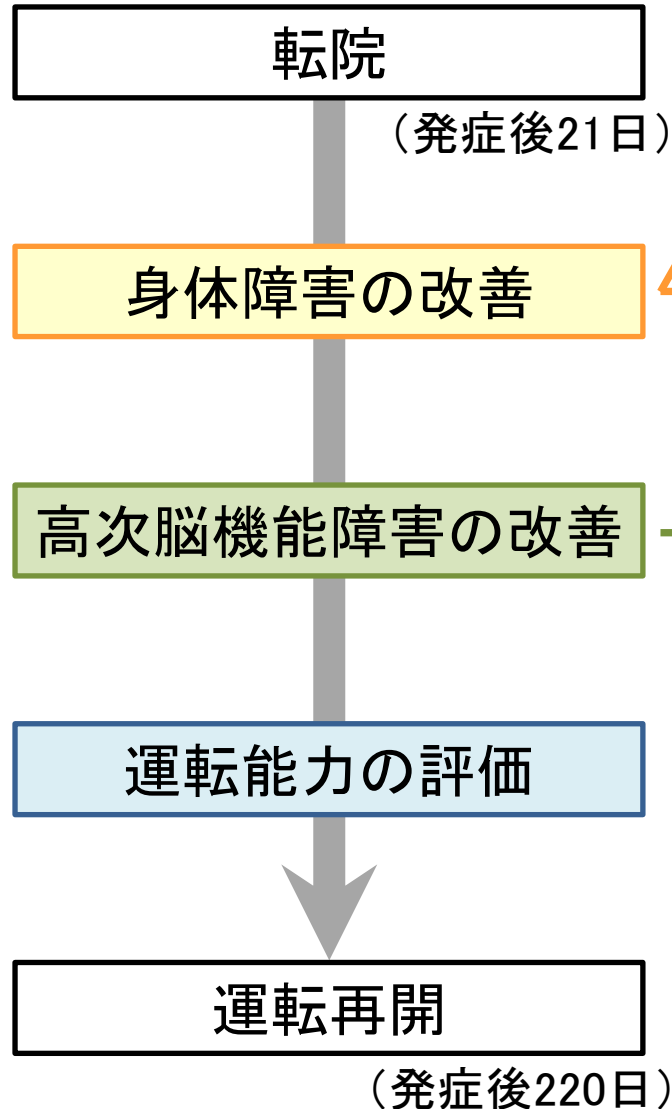 転院
（発症後21日）
身体障害の改善
高次脳機能障害の改善
運転能力の評価
運転再開
（発症後220日）